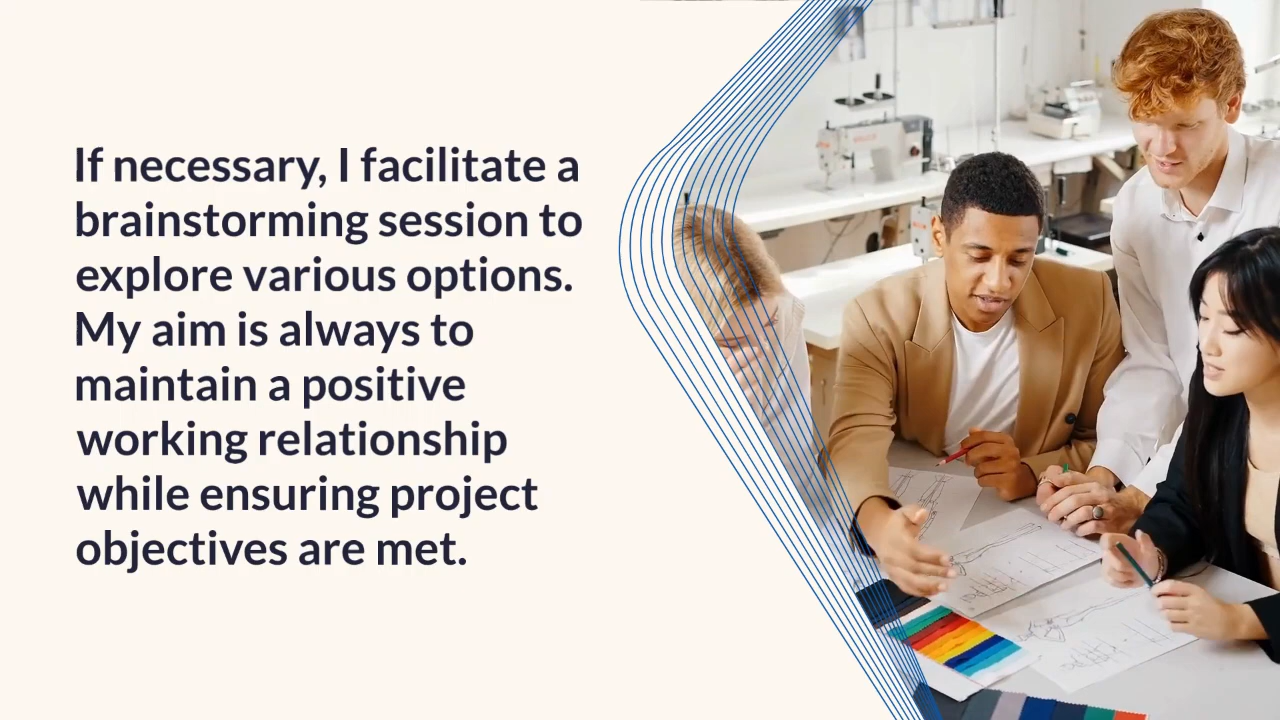 If necessary, I facilitate a
brainstorming session to
explore various options.
My aim is always to
maintain a positive
working relationship
while ensuring project
objectives are met.